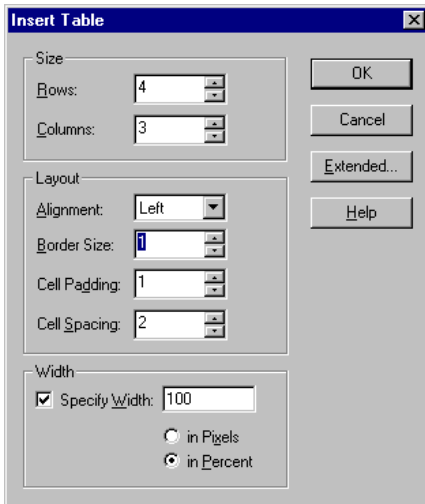 Insert Table
Size
Rows: 4
Columns: 3
Layout
Alignment: Left
Border Size: 1
Cell Padding: 1
Cell Spacing: 2
Width
Specify Width: 100
in Pixels
in Percent
OK
Cancel
Extended...
Help